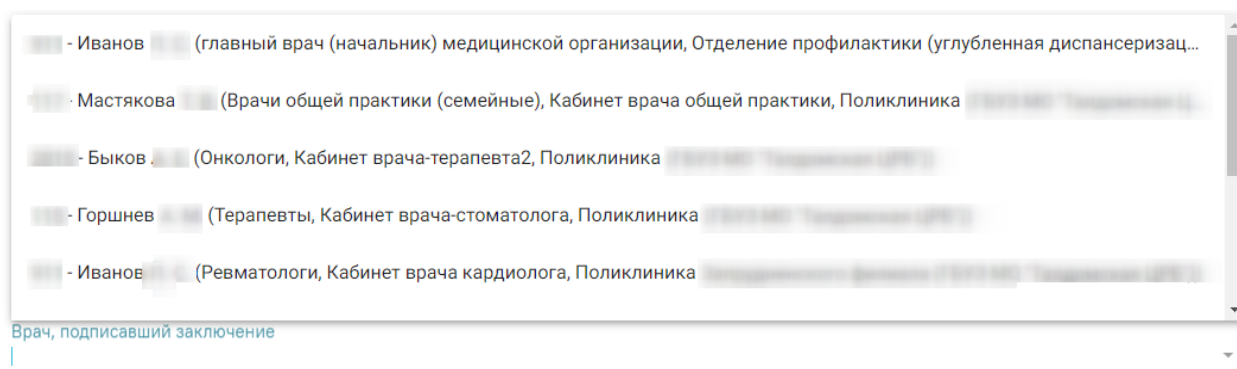 - Иванов (главный врач (начальник) медицинской организации, Отделение профилактики (углубленная диспансеризац...
- Мастякова (Врачи общей практики (семейные), Кабинет врача общей практики, Поликлиника
- Быков (Онкологи, Кабинет врача-терапевта2, Поликлиника
- Горшнев (Терапевты, Кабинет врача-стоматолога, Поликлиника
- Иванов (Ревматологи, Кабинет врача кардиолога, Поликлиника
Врач, подписавший заключение